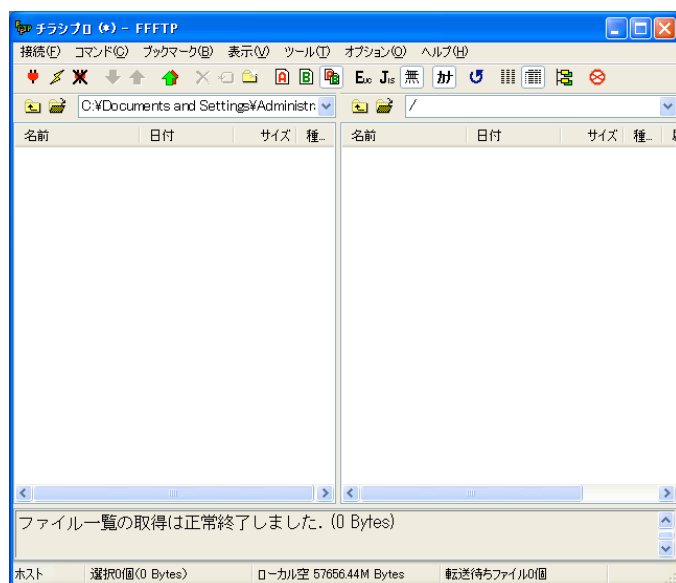 チラシプロ (*) - FFFTP
接続(F) コマンド(C) ブックマーク(B) 表示(V) ツール(T) オプション(O) ヘルプ(H)
A B Euc JIS 無 カナ
C:¥Documents and Settings¥Administr. /
名前 日付 サイズ 種... 名前 日付 サイズ 種...
ファイル一覧の取得は正常終了しました. (0 Bytes)
ホスト 選択0個(0 Bytes) ローカル空 57656.44M Bytes 転送待ちファイル0個